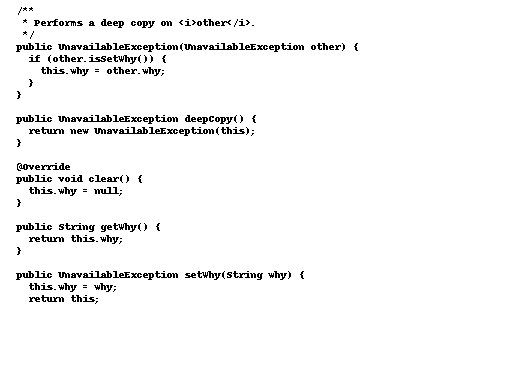 /**
 * Performs a deep copy on <i>other</i>.
 */
public UnavailableException(UnavailableException other) {
  if (other.isSetWhy()) {
    this.why = other.why;
  }
}

public UnavailableException deepCopy() {
  return new UnavailableException(this);
}

@Override
public void clear() {
  this.why = null;
}

public String getWhy() {
  return this.why;
}

public UnavailableException setWhy(String why) {
  this.why = why;
  return this;